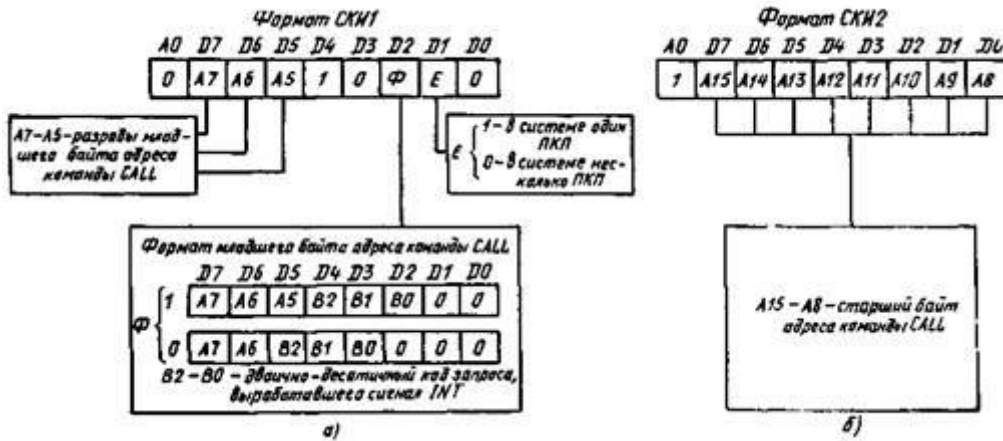 Формат СКИ1
A0 D7 D6 D5 D4 D3 D2 D1 D0
0 A7 A6 A5 1 0 Ф E 0
A7-A5-разряды млад-
шего байта адреса
команды CALL
E
1-в системе один
ПКП
0-в системе нес-
колько ПКП
Формат младшего байта адреса команды CALL
D7 D6 D5 D4 D3 D2 D1 D0
Ф
1 A7 A6 A5 B2 B1 B0 0 0
0 A7 A6 B2 B1 B0 0 0 0
B2-B0 - двоично-десятичный код запроса,
выработавшего сигнал INT
а)
Формат СКИ2
A0 D7 D6 D5 D4 D3 D2 D1 D0
1 A15 A14 A13 A12 A11 A10 A9 A8
A15-A8-старший байт
адреса команды CALL
б)